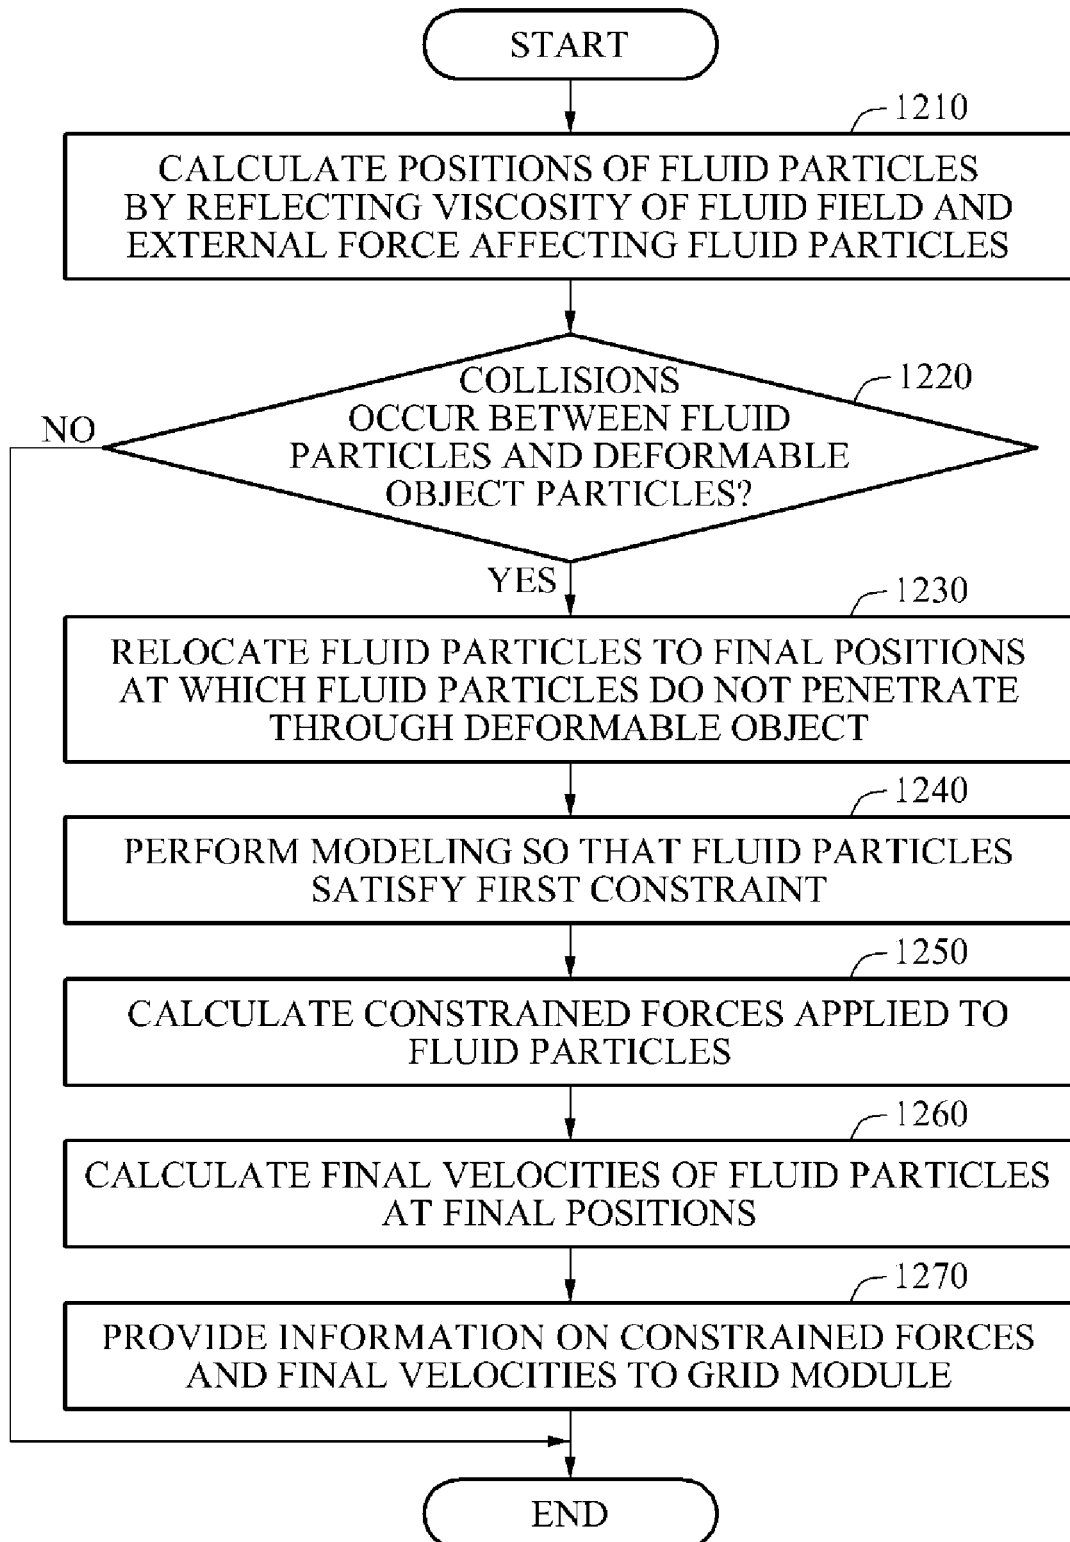 START
1210
CALCULATE POSITIONS OF FLUID PARTICLES
BY REFLECTING VISCOSITY OF FLUID FIELD AND
EXTERNAL FORCE AFFECTING FLUID PARTICLES
1220
COLLISIONS
OCCUR BETWEEN FLUID
PARTICLES AND DEFORMABLE
OBJECT PARTICLES?
NO
YES
1230
RELOCATE FLUID PARTICLES TO FINAL POSITIONS
AT WHICH FLUID PARTICLES DO NOT PENETRATE
THROUGH DEFORMABLE OBJECT
1240
PERFORM MODELING SO THAT FLUID PARTICLES
SATISFY FIRST CONSTRAINT
1250
CALCULATE CONSTRAINED FORCES APPLIED TO
FLUID PARTICLES
1260
CALCULATE FINAL VELOCITIES OF FLUID PARTICLES
AT FINAL POSITIONS
1270
PROVIDE INFORMATION ON CONSTRAINED FORCES
AND FINAL VELOCITIES TO GRID MODULE
END